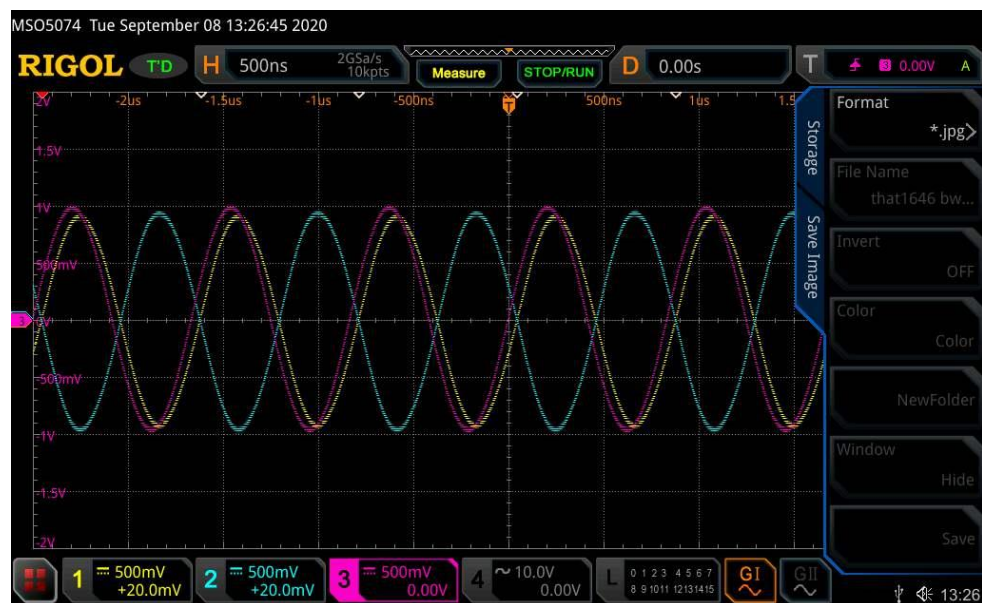 MSO5074 Tue September 08 13:26:45 2020
RIGOL T'D H 500ns 2GSa/s 10kpts Measure STOP/RUN D 0.00s T 3 0.00V A
2V -2us -1.5us -1us -500ns T 500ns 1us 1.5
1.5V
1V
500mV
3 0V
-500mV
-1V
-1.5V
-2V
Storage
Save Image
Format
*.jpg>
File Name
that1646 bw...
Invert
OFF
Color
Color
NewFolder
Window
Hide
Save
1 500mV +20.0mV 2 500mV +20.0mV 3 500mV 0.00V 4 10.0V 0.00V L 0 1 2 3 4 5 6 7 8 9 10 11 12 13 14 15 GI GII
13:26